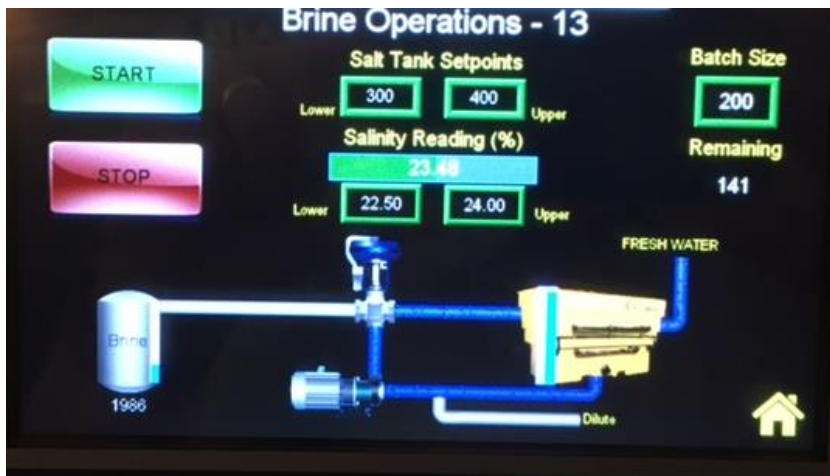 Brine Operations - 13
START
Salt Tank Setpoints
Batch Size
Lower
300
400
Upper
200
Salinity Reading (%)
Remaining
STOP
23.48
141
Lower
22.50
24.00
Upper
FRESH WATER
Brine
1986
Dilute